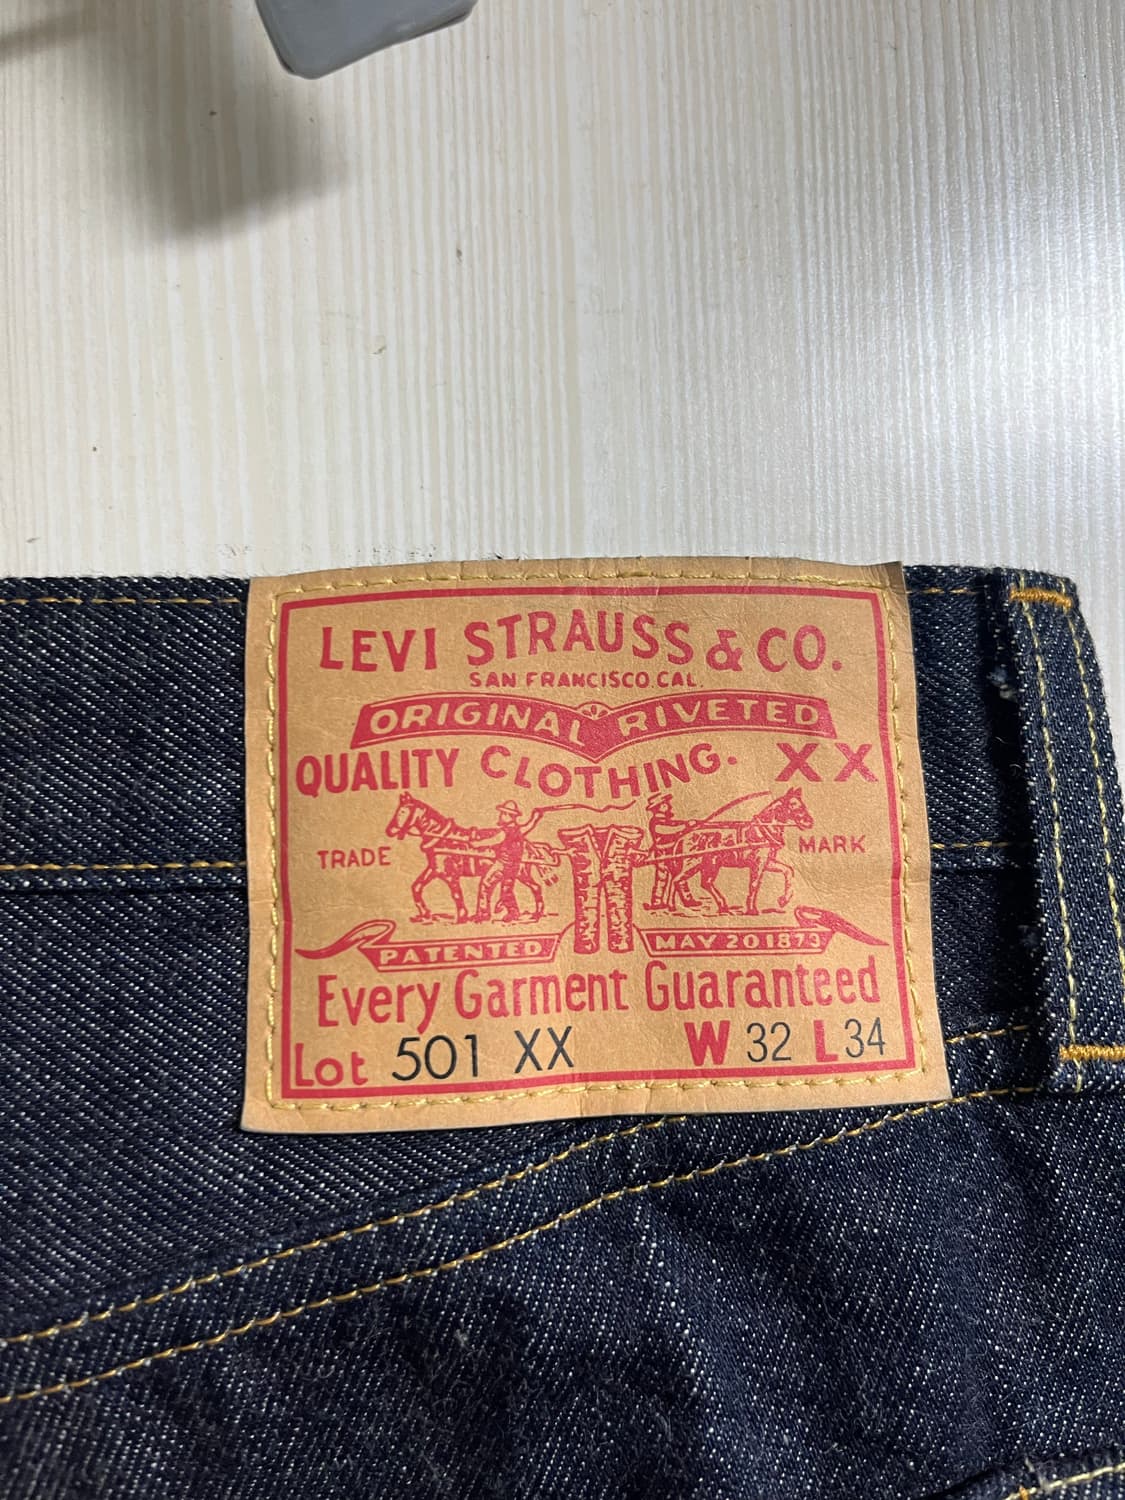 LEVI STRAUSS & CO.
SAN FRANCISCO CAL.
ORIGINAL RIVETED
QUALITY CLOTHING. XX
TRADE MARK
PATENTED MAY 20 1873
Every Garment Guaranteed
Lot 501 XX W 32 L 34